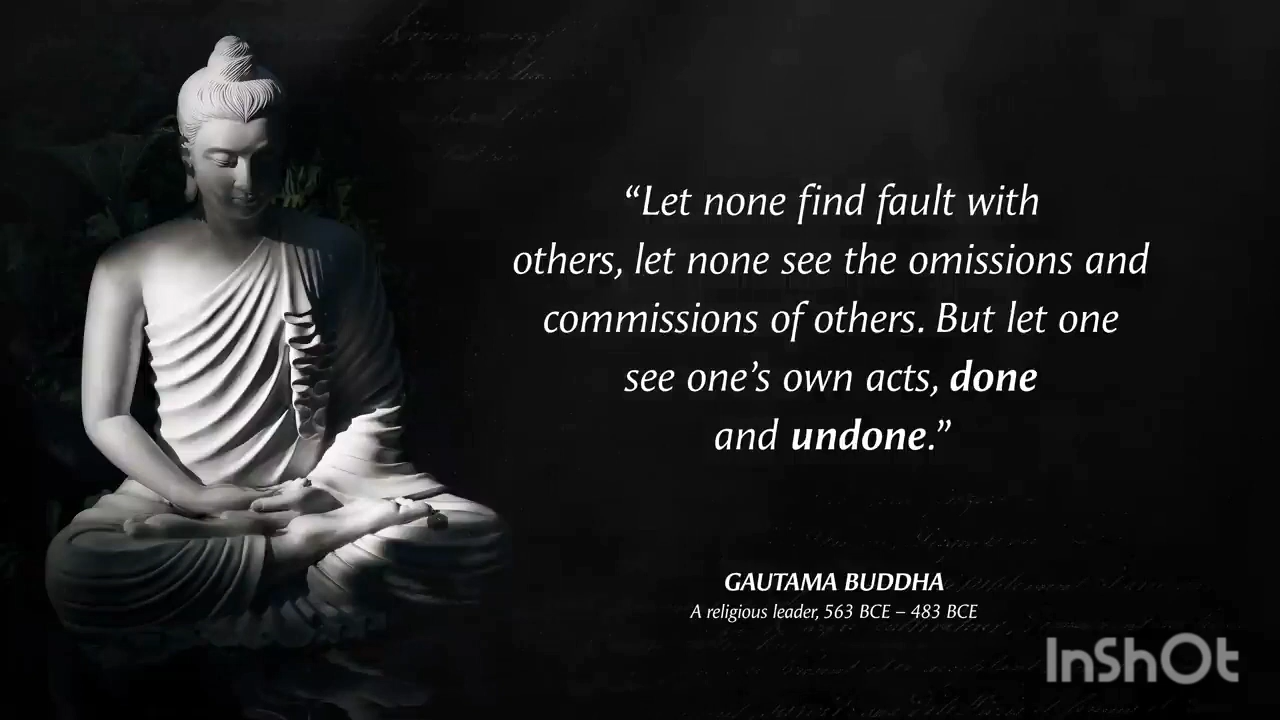 “Let none find fault with
others, let none see the omissions and
commissions of others. But let one
see one’s own acts, done
and undone.”
GAUTAMA BUDDHA
A religious leader, 563 BCE – 483 BCE
InShOt